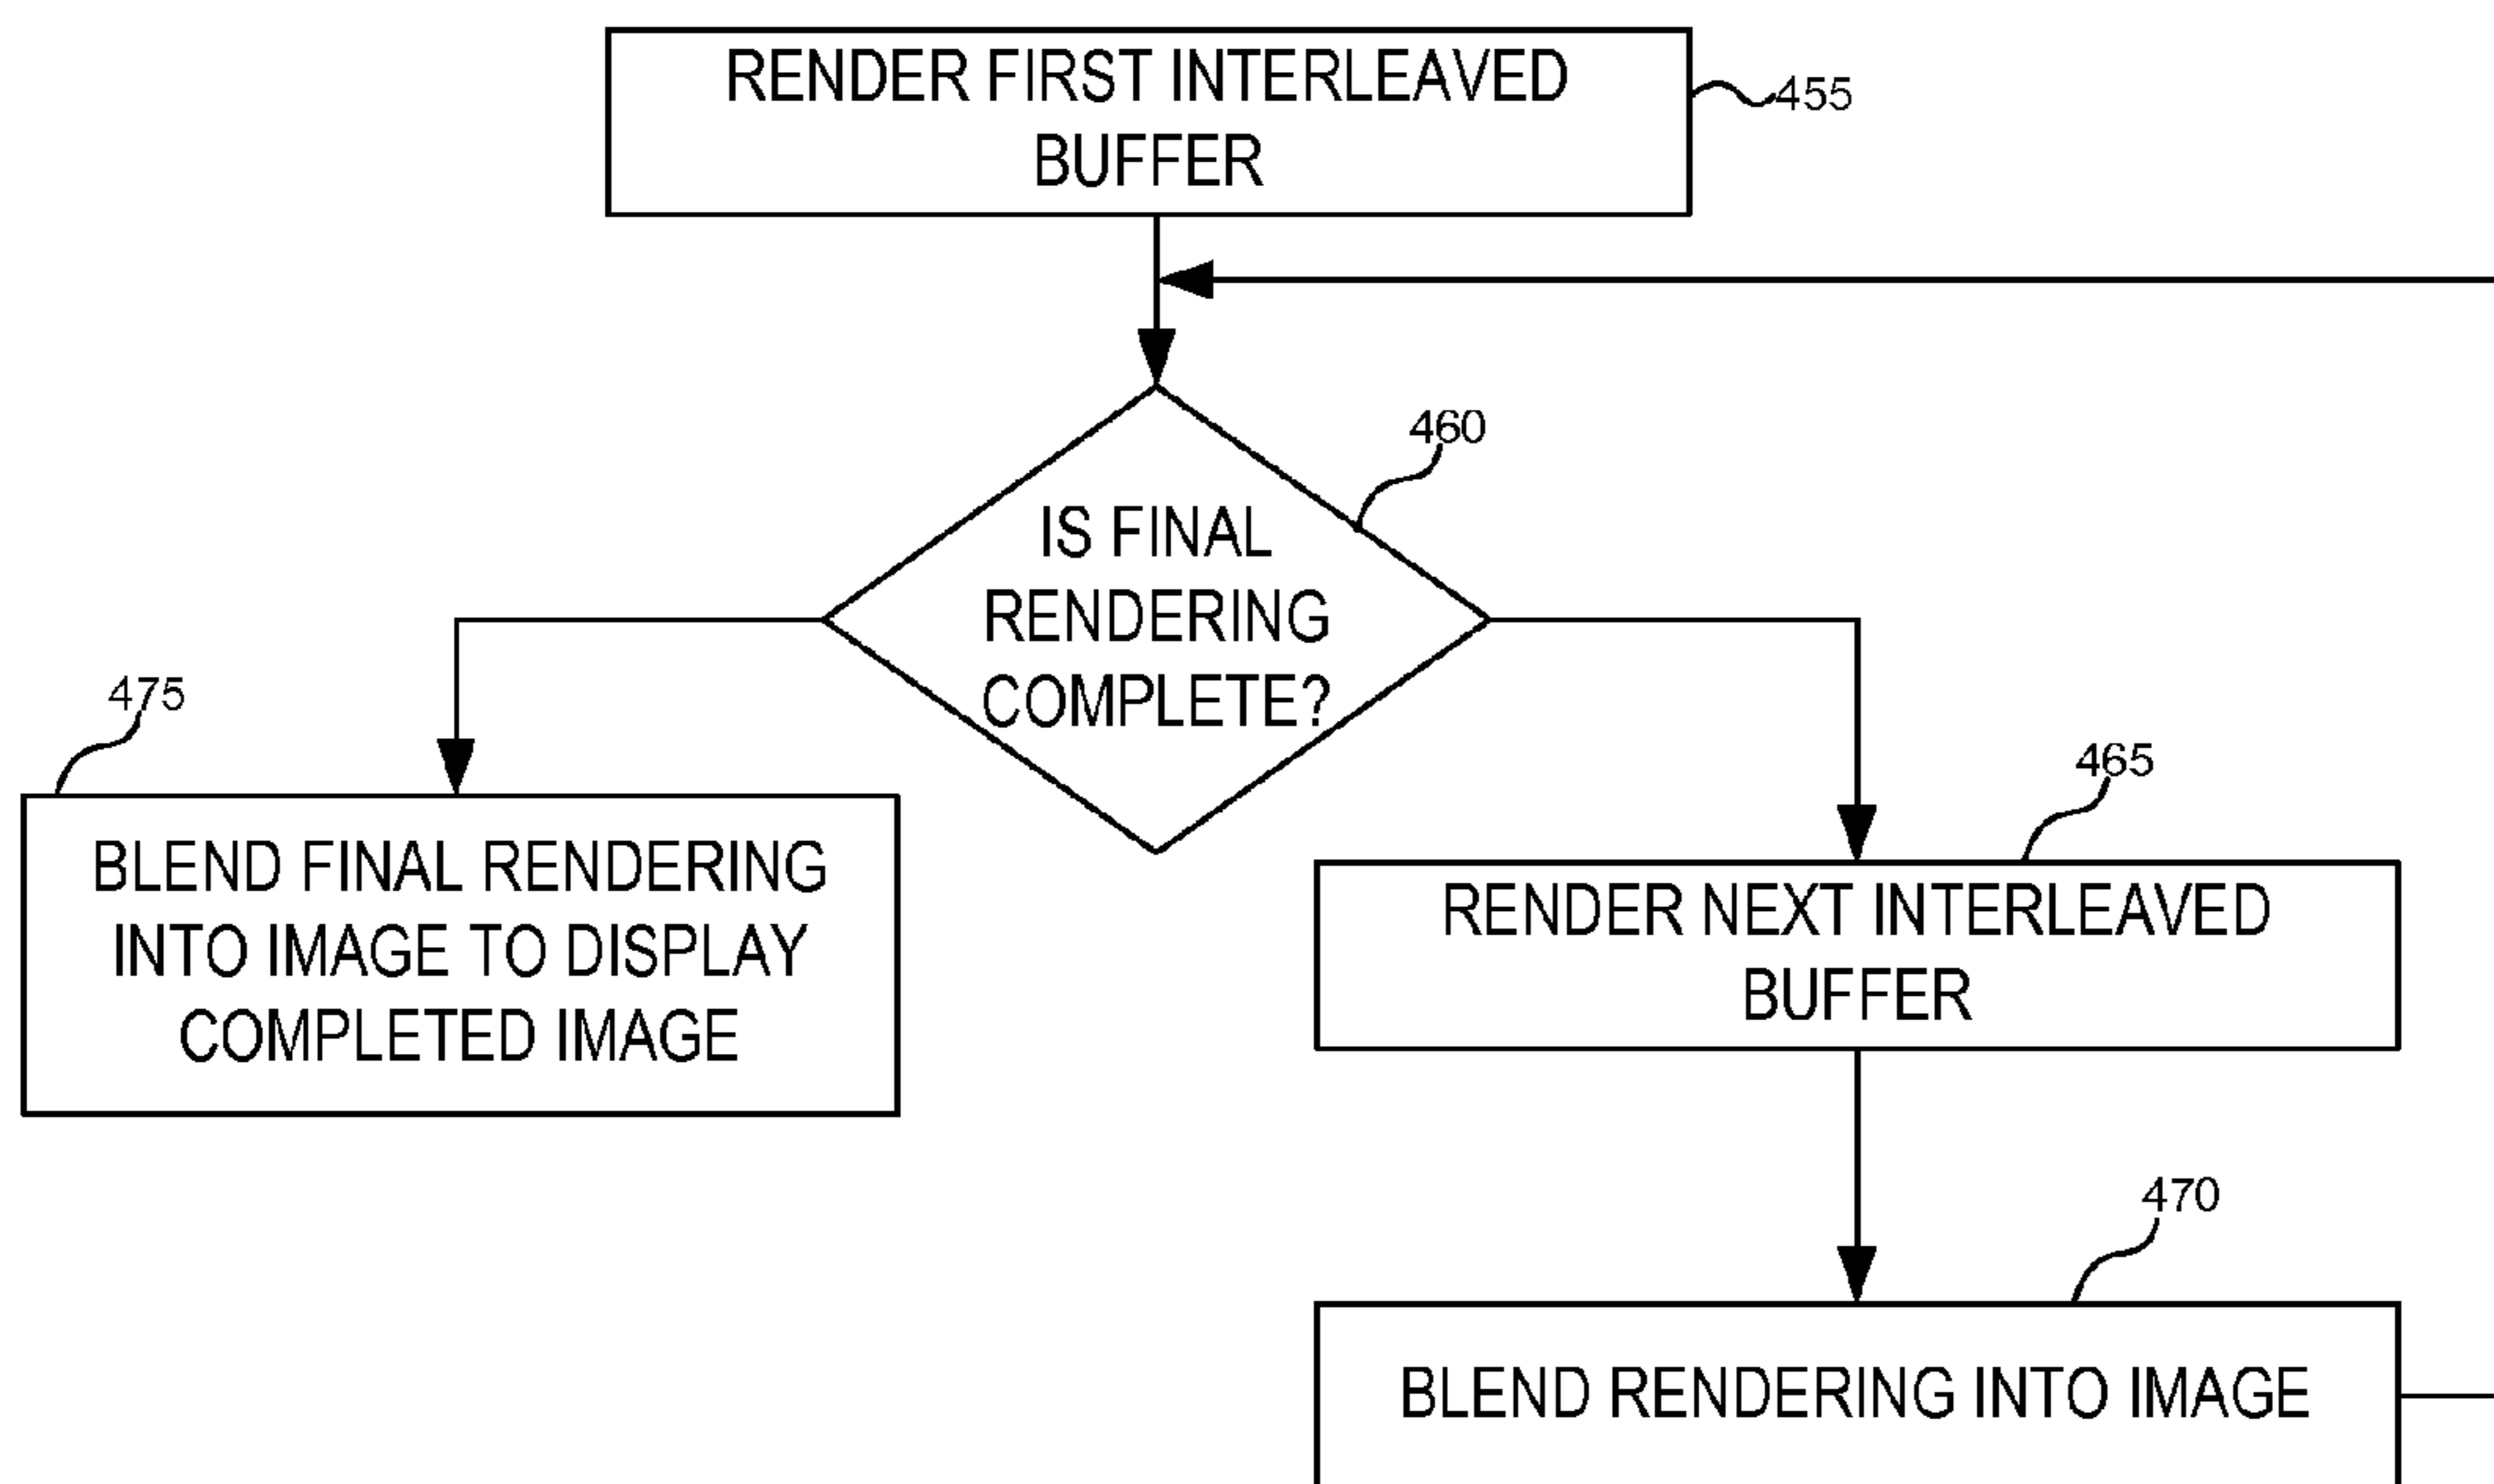 RENDER FIRST INTERLEAVED
BUFFER
455
460
IS FINAL
RENDERING
COMPLETE?
475
BLEND FINAL RENDERING
INTO IMAGE TO DISPLAY
COMPLETED IMAGE
465
RENDER NEXT INTERLEAVED
BUFFER
470
BLEND RENDERING INTO IMAGE